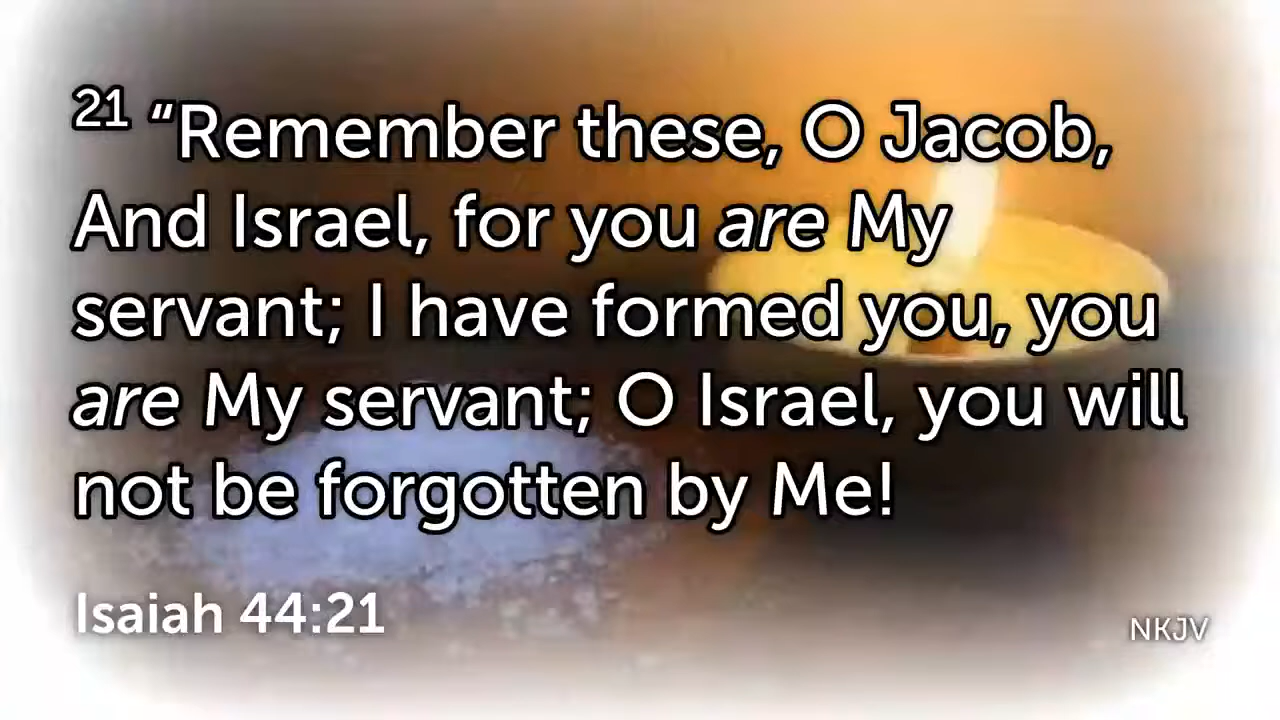 21 “Remember these, O Jacob,
And Israel, for you are My
servant; I have formed you, you
are My servant; O Israel, you will
not be forgotten by Me!
Isaiah 44:21
NKJV